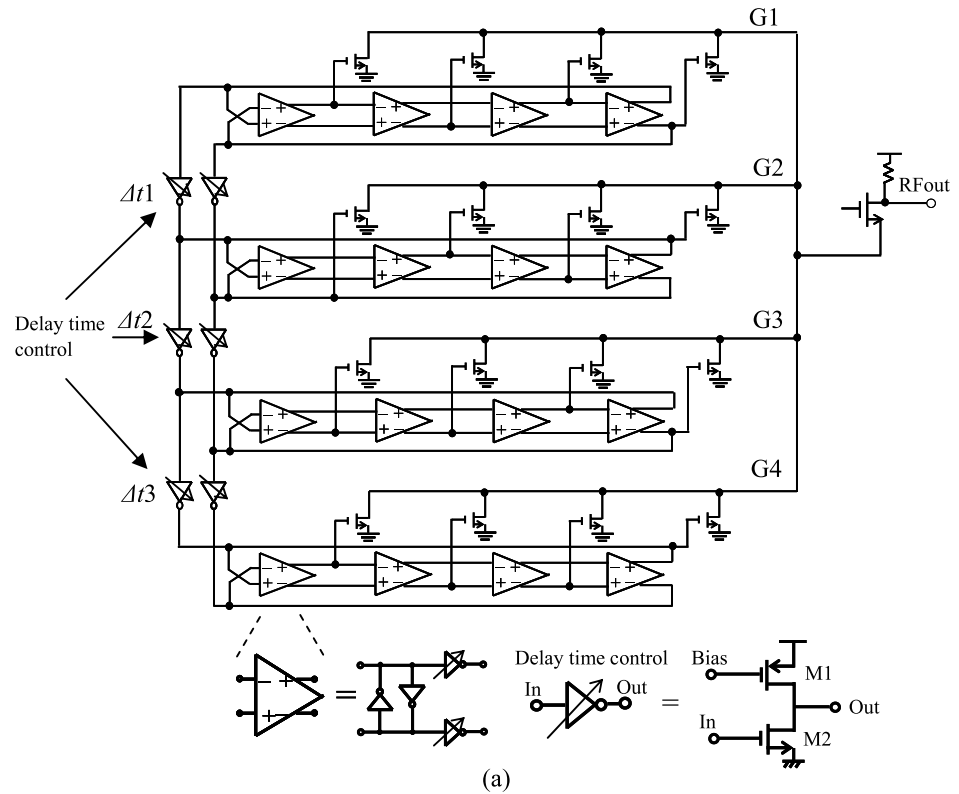 G1
− + − + − + − +
+ − + − + − + −
Δt1
G2
RFout
− + − + − + − +
+ − + − + − + −
Delay time
control
Δt2
G3
− + − + − + − +
+ − + − + − + −
Δt3
G4
− + − + − + − +
+ − + − + − + −
− +
+ −
=
Delay time control
In
Out
=
Bias
M1
Out
In
M2
(a)